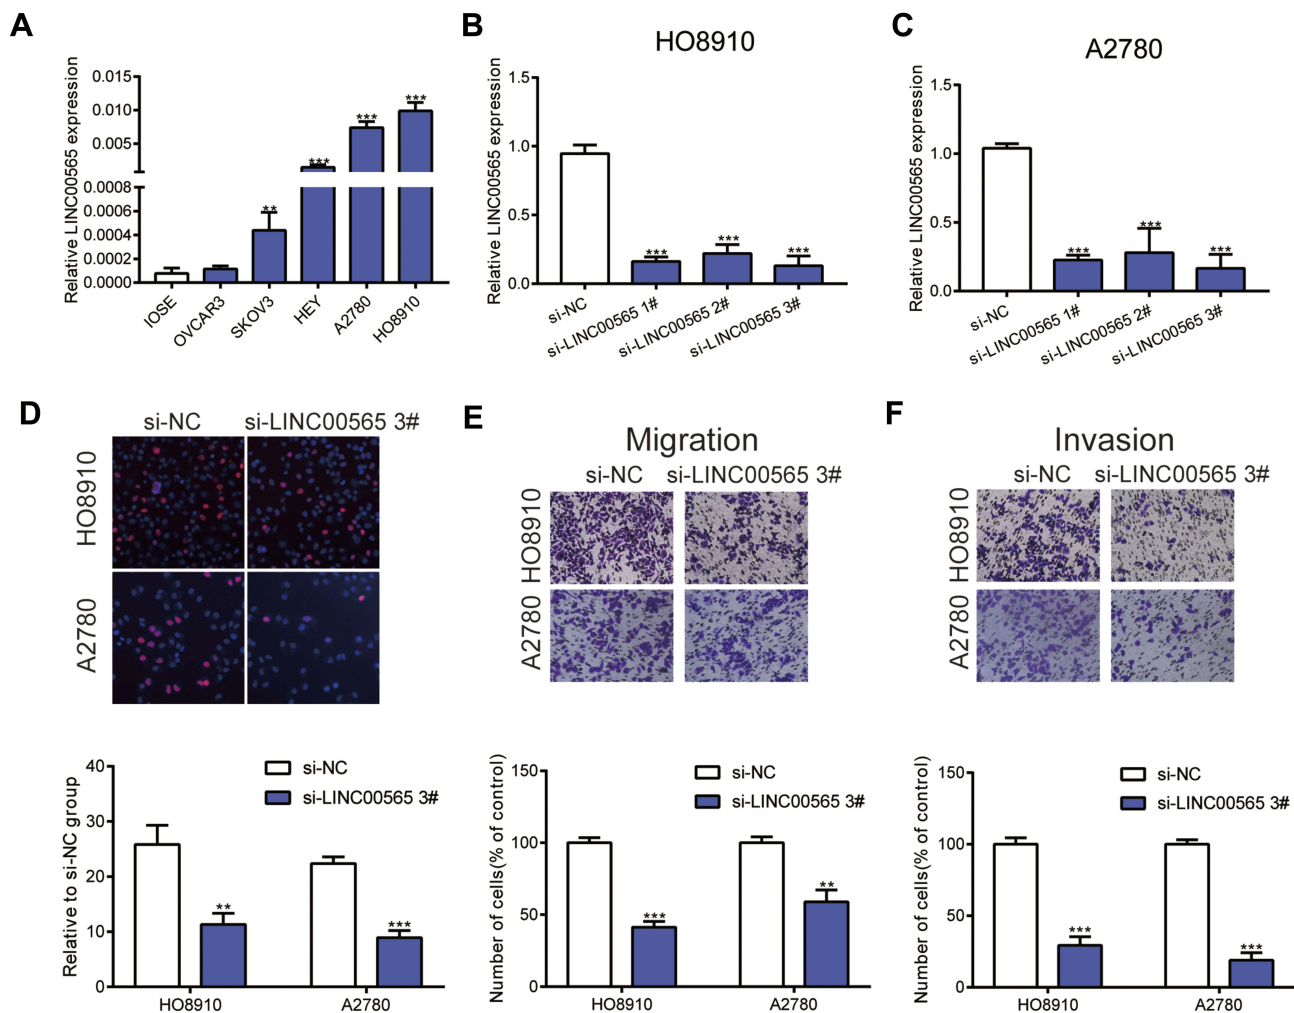 A
Relative LINC00565 expression
0.015
0.010
0.005
0.0008
0.0006
0.0004
0.0002
0.0000
**
***
***
***
IOSE
OVCAR3
SKOV3
HEY
A2780
HO8910
B
HO8910
Relative LINC00565 expression
1.5
1.0
0.5
0.0
***
***
***
si-NC
si-LINC00565 1#
si-LINC00565 2#
si-LINC00565 3#
C
A2780
Relative LINC00565 expression
1.5
1.0
0.5
0.0
***
***
***
si-NC
si-LINC00565 1#
si-LINC00565 2#
si-LINC00565 3#
D
si-NC
si-LINC00565 3#
HO8910
A2780
Relative to si-NC group
40
30
20
10
0
si-NC
si-LINC00565 3#
**
***
HO8910
A2780
E
Migration
si-NC
si-LINC00565 3#
HO8910
A2780
Number of cells(% of control)
150
100
50
0
si-NC
si-LINC00565 3#
***
**
HO8910
A2780
F
Invasion
si-NC
si-LINC00565 3#
HO8910
A2780
Number of cells(% of control)
150
100
50
0
si-NC
si-LINC00565 3#
***
***
HO8910
A2780